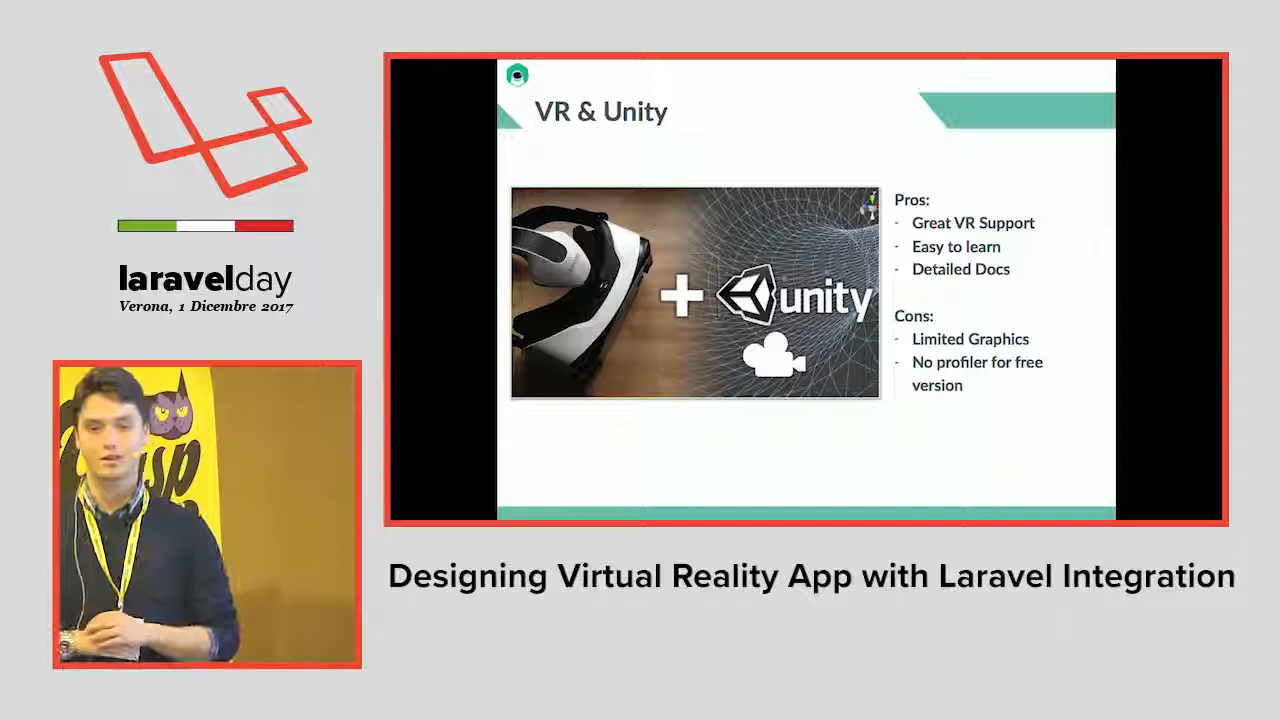 laravelday
Verona, 1 Dicembre 2017
VR & Unity
unity
Pros:
- Great VR Support
- Easy to learn
- Detailed Docs
Cons:
- Limited Graphics
- No profiler for free
version
Designing Virtual Reality App with Laravel Integration